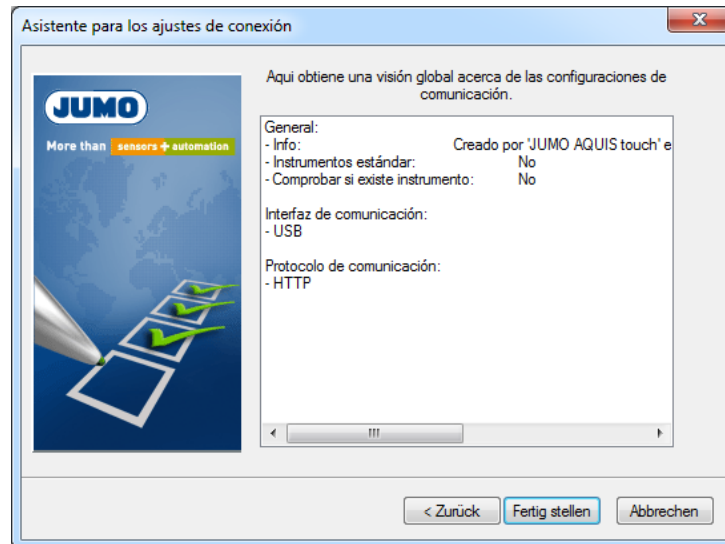 Asistente para los ajustes de conexión
JUMO
More than sensors + automation
Aqui obtiene una visión global acerca de las configuraciones de
comunicación.
General:
- Info: Creado por 'JUMO AQUIS touch' e
- Instrumentos estándar: No
- Comprobar si existe instrumento: No
Interfaz de comunicación:
- USB
Protocolo de comunicación:
- HTTP
< Zurück Fertig stellen Abbrechen